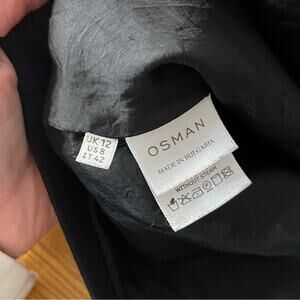 UK 12
US 8
IT 42
OSMAN
MADE IN BULGARIA
WITHOUT STEAM